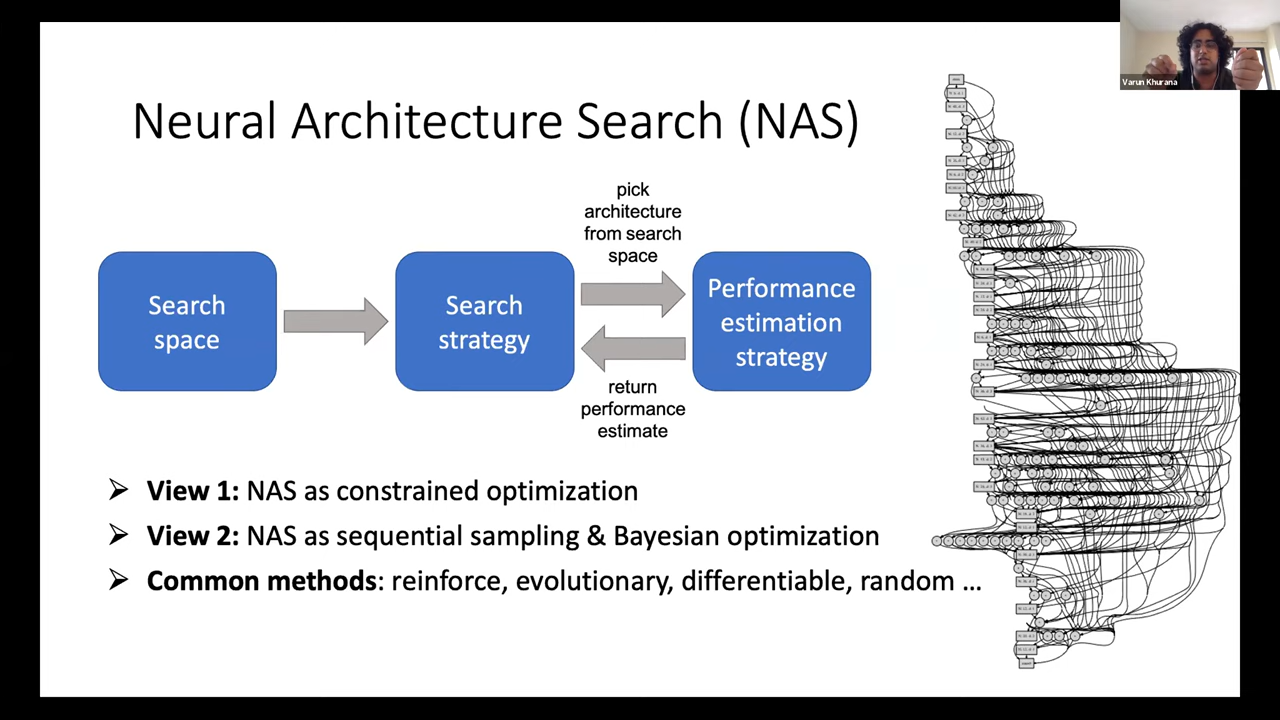 Varun Khurana
Neural Architecture Search (NAS)
pick
architecture
from search
space
Search
space
Search
strategy
Performance
estimation
strategy
return
performance
estimate
➢ View 1: NAS as constrained optimization
➢ View 2: NAS as sequential sampling & Bayesian optimization
➢ Common methods: reinforce, evolutionary, differentiable, random ...